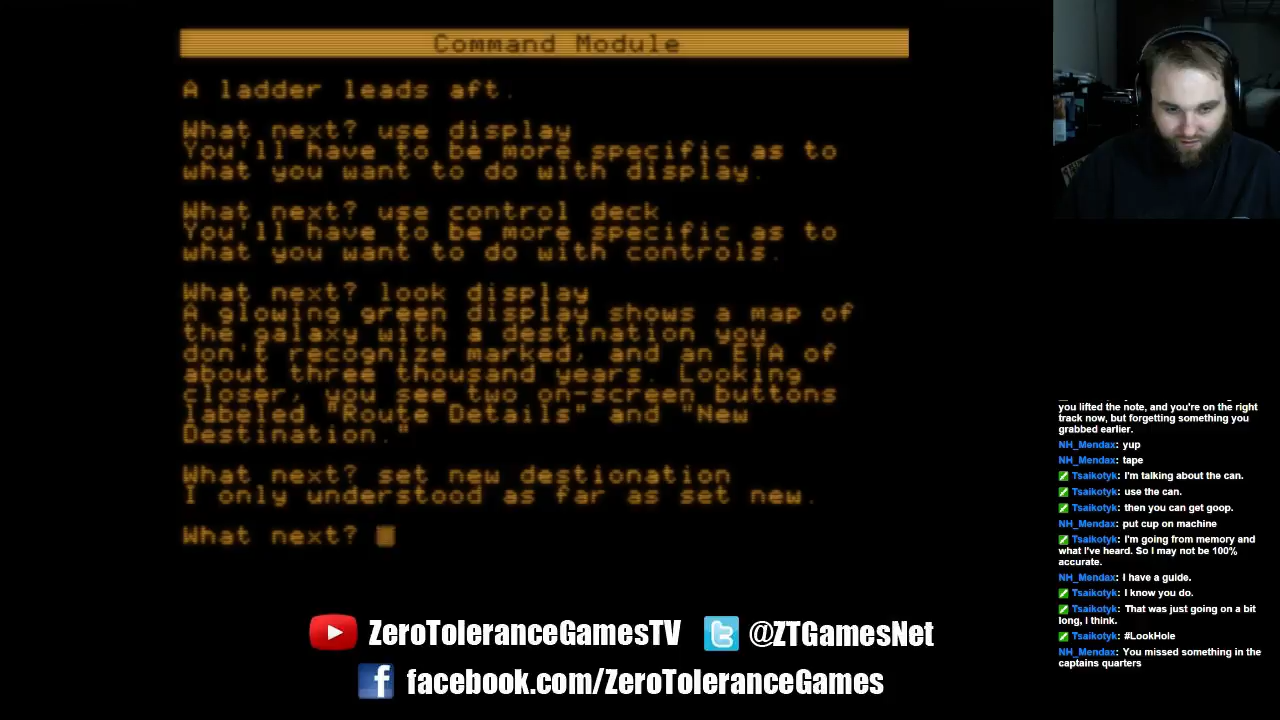 Command Module
A ladder leads aft.
What next? use display
You'll have to be more specific as to
what you want to do with display.
What next? use control deck
You'll have to be more specific as to
what you want to do with controls.
What next? look display
A glowing green display shows a map of
the galaxy with a destination you
don't recognize marked, and an ETA of
about three thousand years. Looking
closer, you see two on-screen buttons
labeled "Route Details" and "New
Destination."
What next? set new destionation
I only understood as far as set new.
What next?
you lifted the note, and you're on the right
track now, but forgetting something you
grabbed earlier.
NH_Mendax: yup
NH_Mendax: tape
Tsaikotyk: I'm talking about the can.
Tsaikotyk: use the can.
Tsaikotyk: then you can get goop.
NH_Mendax: put cup on machine
Tsaikotyk: I'm going from memory and
what I've heard. So I may not be 100%
accurate.
NH_Mendax: I have a guide.
Tsaikotyk: I know you do.
Tsaikotyk: That was just going on a bit
long, I think.
Tsaikotyk: #LookHole
NH_Mendax: You missed something in the
captains quarters
ZeroToleranceGamesTV
@ZTGamesNet
facebook.com/ZeroToleranceGames